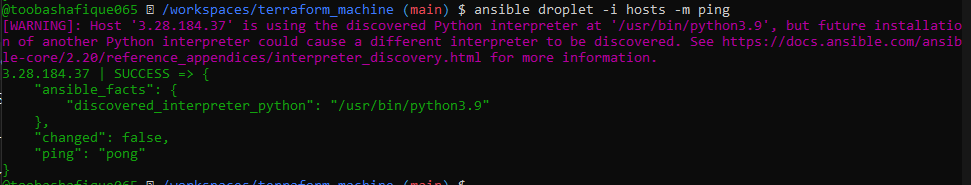 @toobashafique065 /workspaces/terraform_machine (main) $ ansible droplet -i hosts -m ping
[WARNING]: Host '3.28.184.37' is using the discovered Python interpreter at '/usr/bin/python3.9', but future installatio
n of another Python interpreter could cause a different interpreter to be discovered. See https://docs.ansible.com/ansib
le-core/2.20/reference_appendices/interpreter_discovery.html for more information.
3.28.184.37 | SUCCESS => {
    "ansible_facts": {
        "discovered_interpreter_python": "/usr/bin/python3.9"
    },
    "changed": false,
    "ping": "pong"
}
@toobashafique065 /workspaces/terraform_machine (main) $